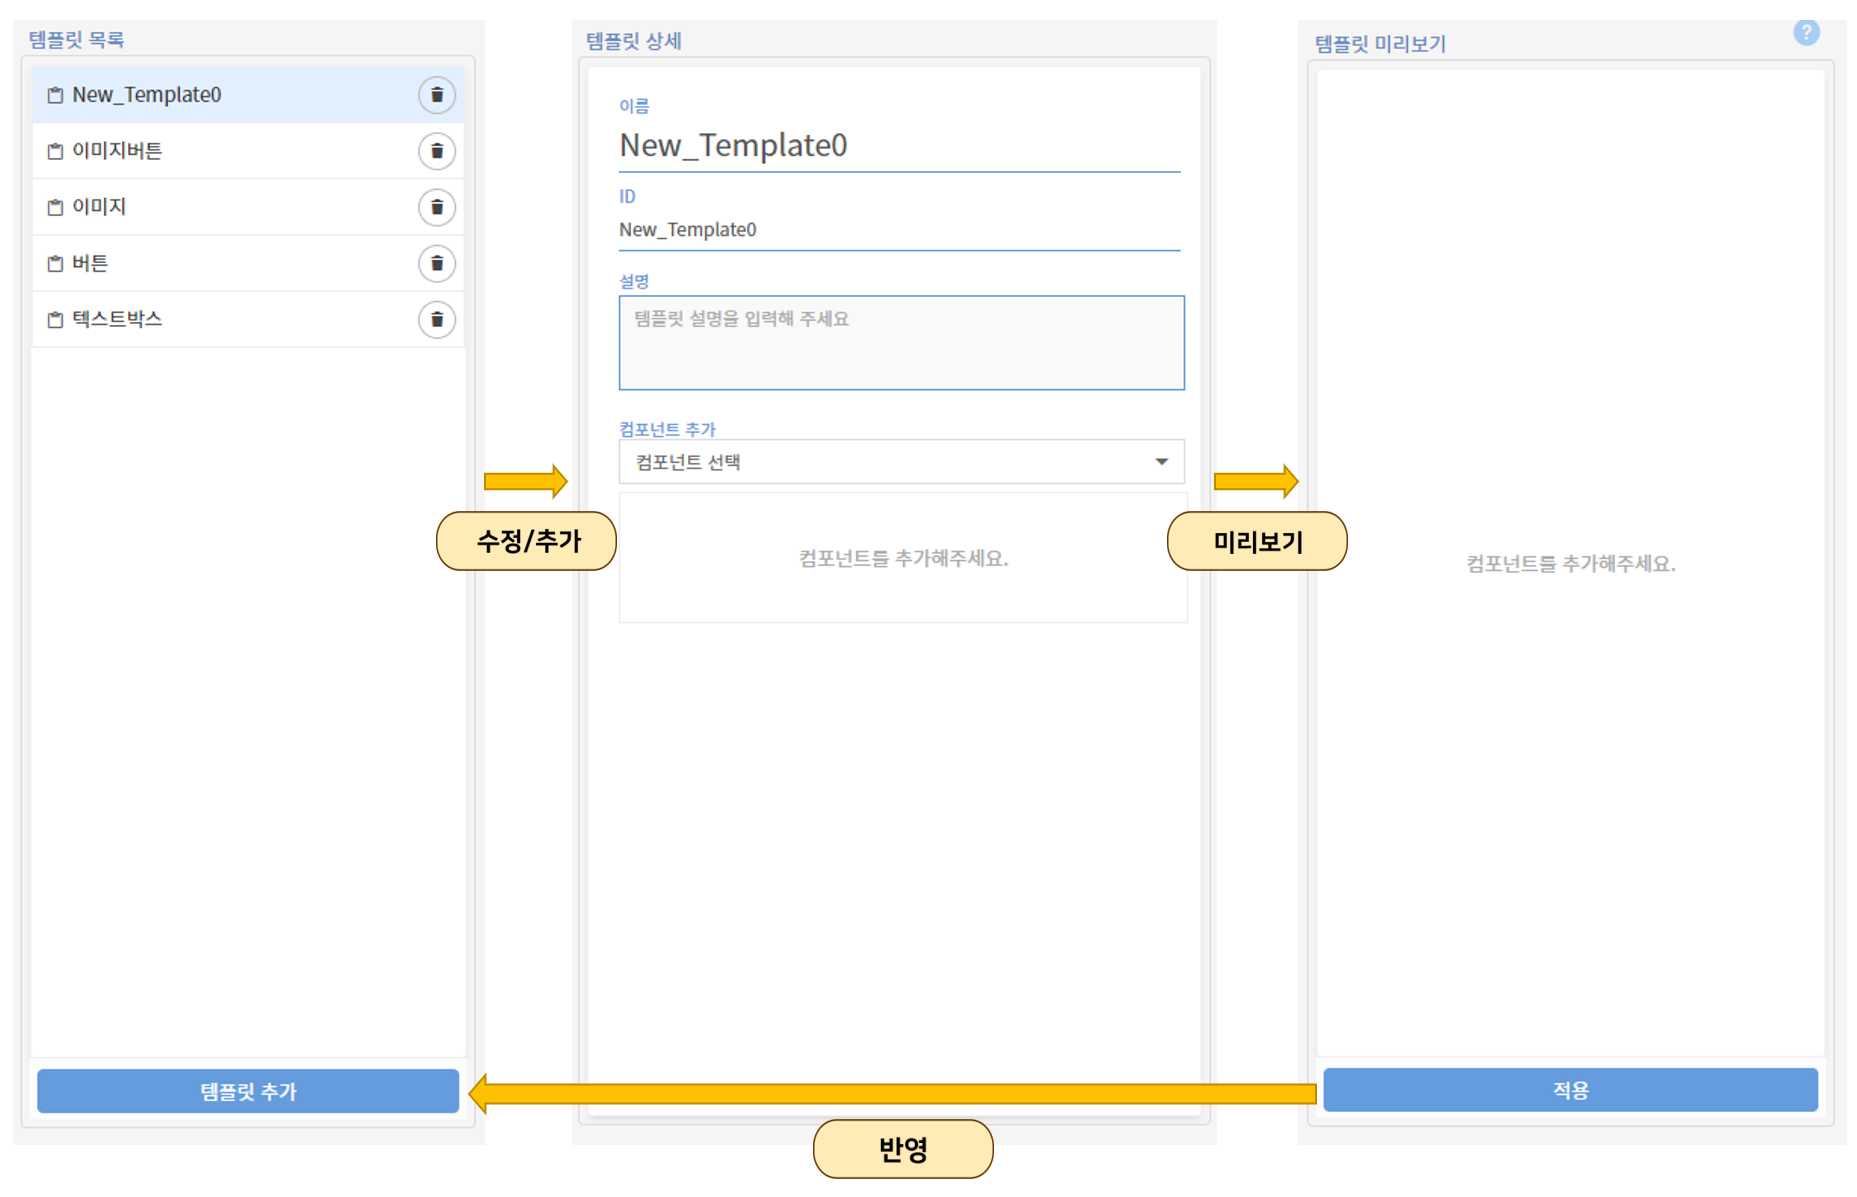 템플릿 목록
New_Template0
이미지버튼
이미지
버튼
텍스트박스
템플릿 추가
수정/추가
템플릿 상세
이름
New_Template0
ID
New_Template0
설명
템플릿 설명을 입력해 주세요
컴포넌트 추가
컴포넌트 선택
컴포넌트를 추가해주세요.
미리보기
템플릿 미리보기
?
컴포넌트를 추가해주세요.
적용
반영